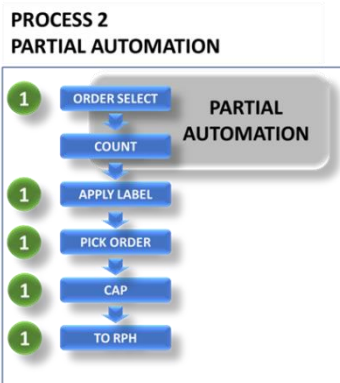 PROCESS 2
PARTIAL AUTOMATION
1 ORDER SELECT
PARTIAL
AUTOMATION
COUNT
1 APPLY LABEL
1 PICK ORDER
1 CAP
1 TO RPH